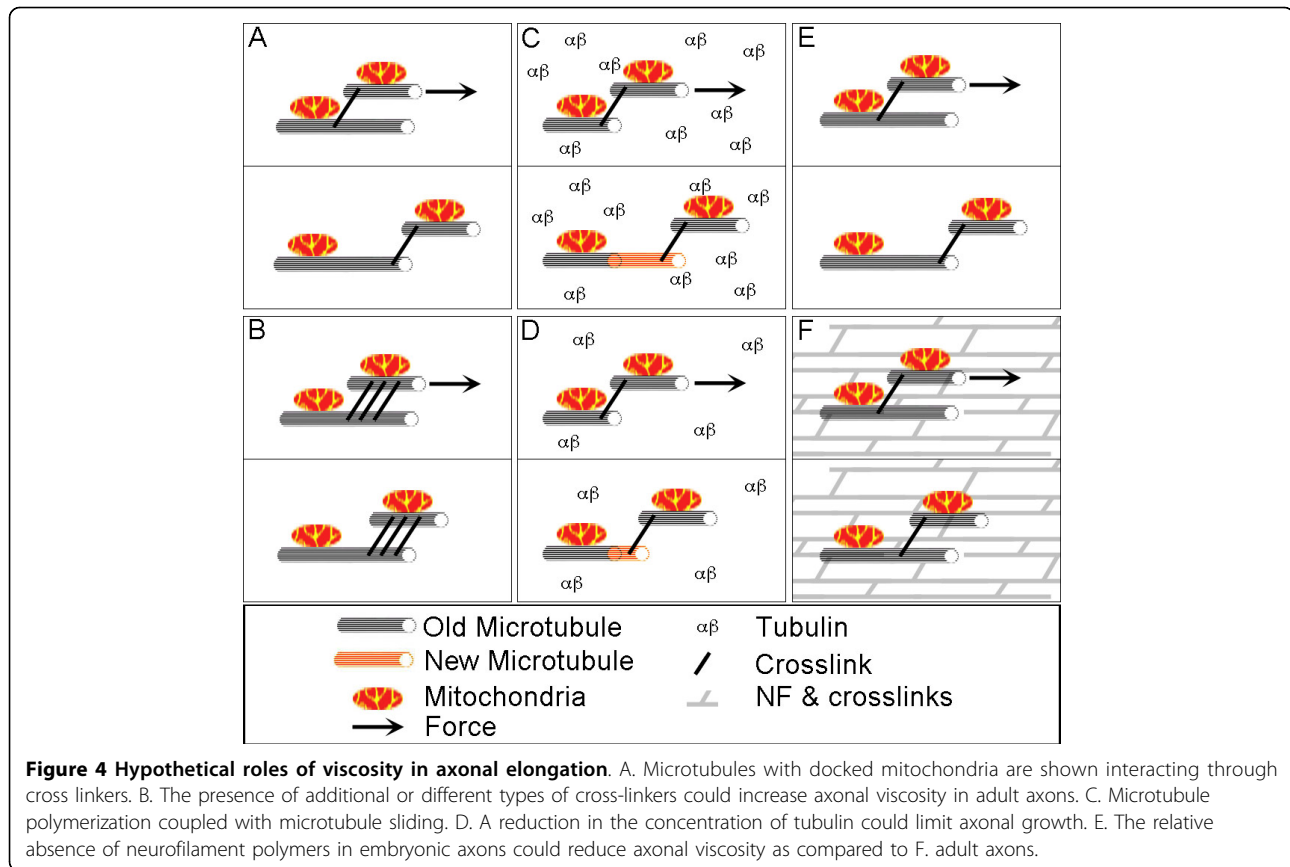 A
C
E
αβ αβ αβ
αβ αβ
αβ
αβ
αβ αβ
αβ
αβ
αβ αβ αβ
αβ αβ
αβ
αβ
αβ αβ
B
D
F
αβ αβ
αβ αβ
αβ αβ
αβ αβ
Old Microtubule
αβ Tubulin
New Microtubule
Crosslink
Mitochondria
NF & crosslinks
Force
Figure 4 Hypothetical roles of viscosity in axonal elongation. A. Microtubules with docked mitochondria are shown interacting through
cross linkers. B. The presence of additional or different types of cross-linkers could increase axonal viscosity in adult axons. C. Microtubule
polymerization coupled with microtubule sliding. D. A reduction in the concentration of tubulin could limit axonal growth. E. The relative
absence of neurofilament polymers in embryonic axons could reduce axonal viscosity as compared to F. adult axons.